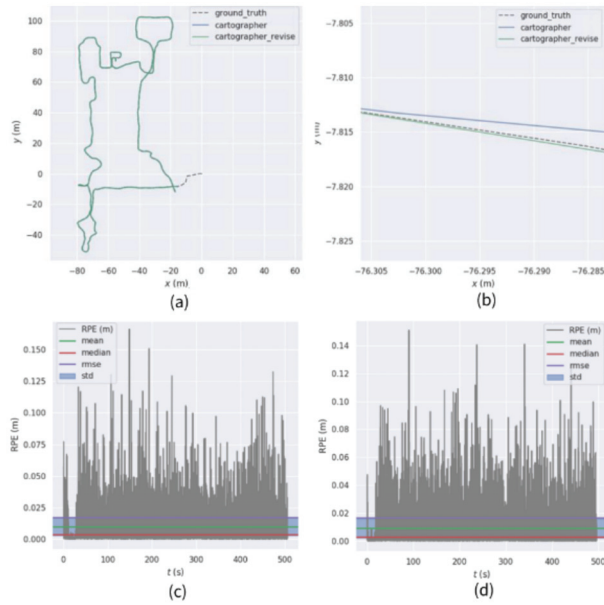 ground_truth
cartographer
cartographer_revise
100
80
60
40
20
0
−20
−40
y (m)
−80 −60 −40 −20 0 20 40 60
x (m)
(a)
ground_truth
cartographer
cartographer_revise
−7.805
−7.810
−7.815
−7.820
−7.825
−76.305 −76.300 −76.295 −76.290 −76.285
x (m)
(b)
RPE (m)
mean
median
rmse
std
0.150
0.125
0.100
0.075
0.050
0.025
0.000
RPE (m)
0 100 200 300 400 500
t (s)
(c)
RPE (m)
mean
median
rmse
std
0.14
0.12
0.10
0.08
0.06
0.04
0.02
0.00
RPE (m)
0 100 200 300 400 500
t (s)
(d)